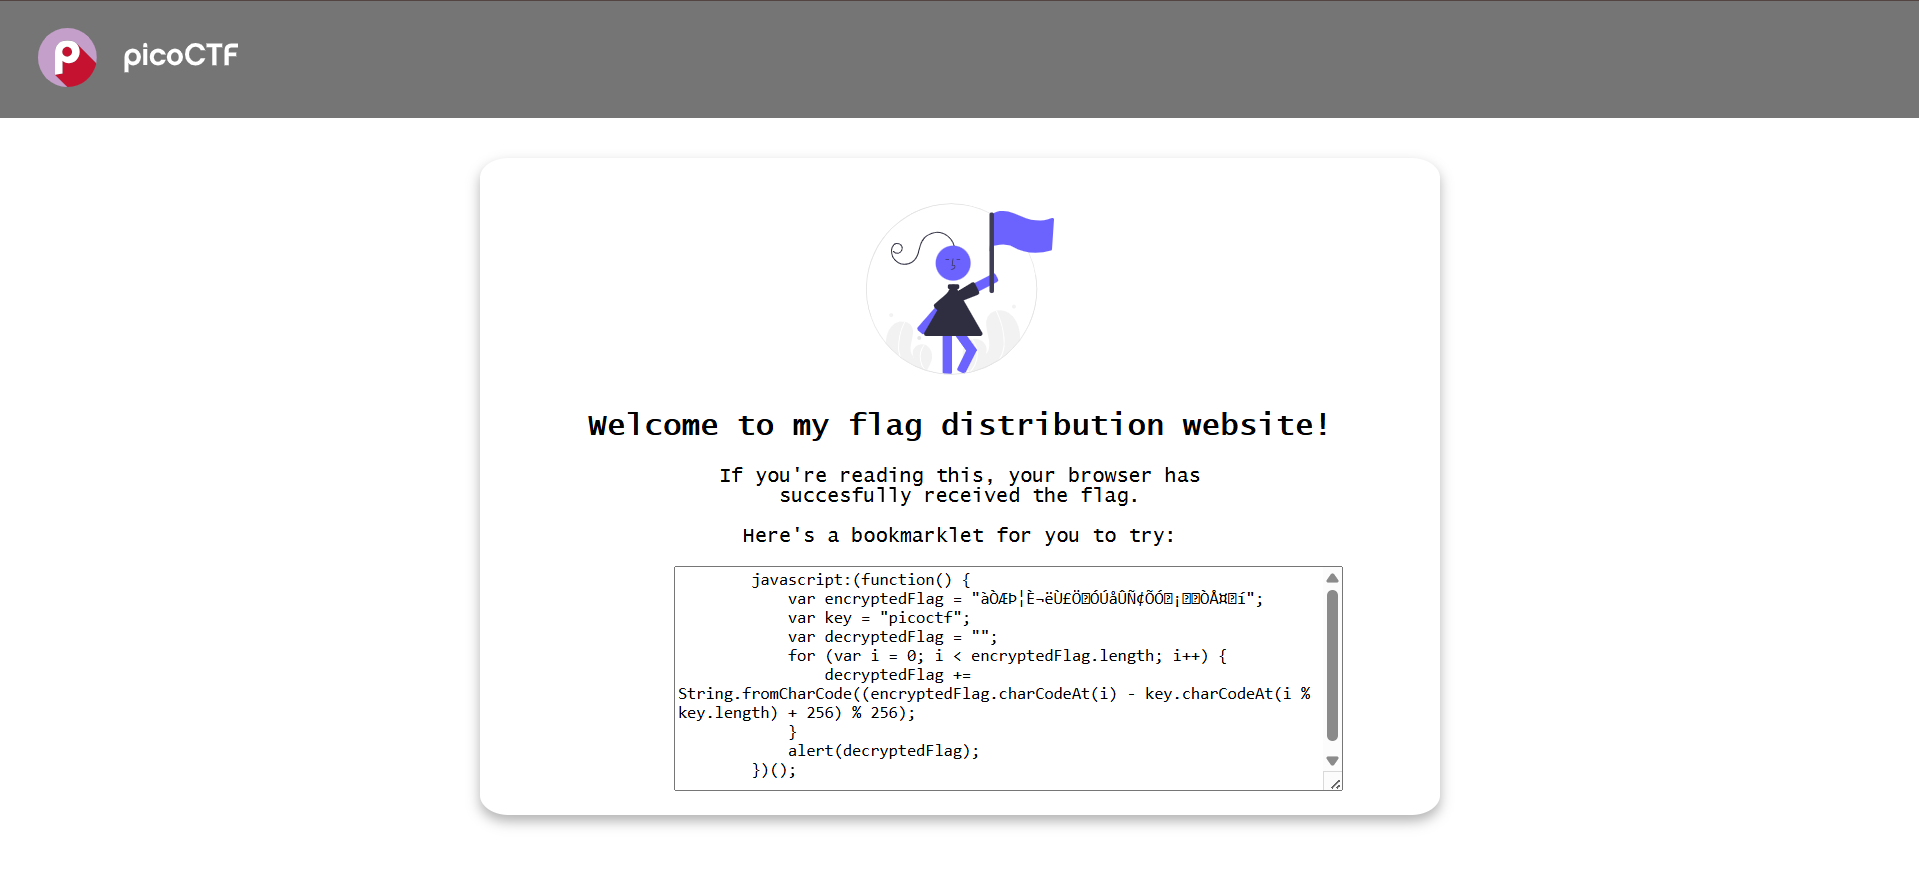 picoCTF
Welcome to my flag distribution website!
If you're reading this, your browser has
succesfully received the flag.
Here's a bookmarklet for you to try:
javascript:(function() {
var encryptedFlag = "àÒÆÞ¦È¬ëÙ£Ö�ÓÚåÛÑ¢ÕÓ�¡��ÒÅ¤�í";
var key = "picoctf";
var decryptedFlag = "";
for (var i = 0; i < encryptedFlag.length; i++) {
decryptedFlag +=
String.fromCharCode((encryptedFlag.charCodeAt(i) - key.charCodeAt(i %
key.length) + 256) % 256);
}
alert(decryptedFlag);
})();